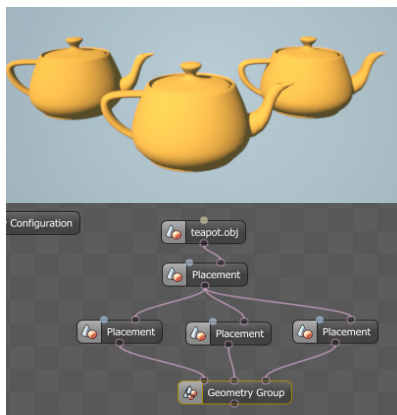 Configuration
teapot.obj
Placement
Placement
Placement
Placement
Geometry Group